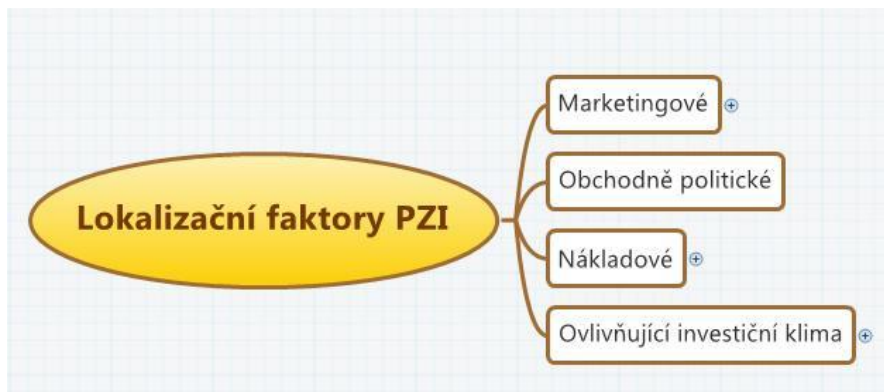 Lokalizační faktory PZI
Marketingové
Obchodně politické
Nákladové
Ovlivňující investiční klima